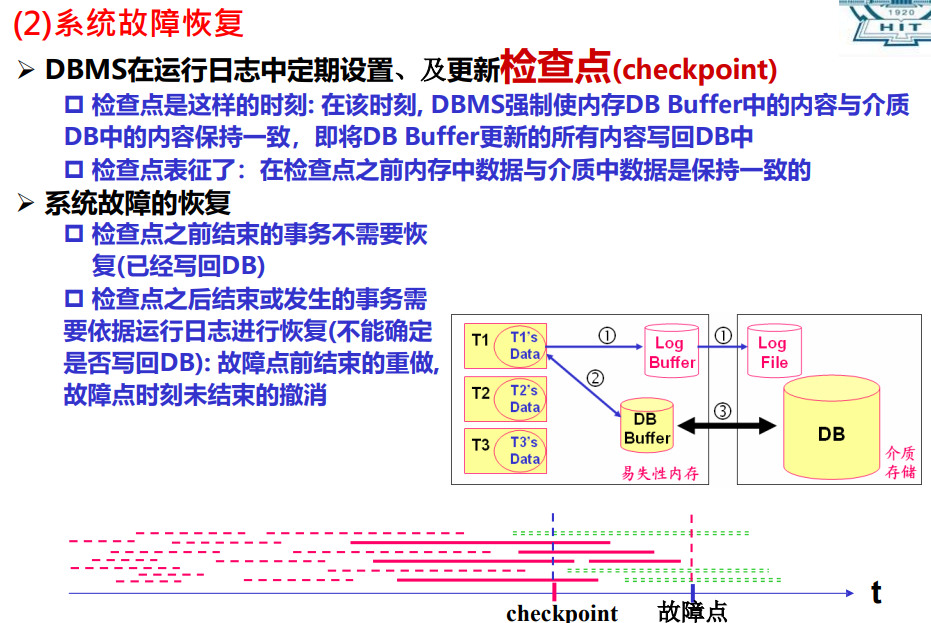 (2)系统故障恢复
1920
HIT
➢ DBMS在运行日志中定期设置、及更新检查点(checkpoint)
检查点是这样的时刻: 在该时刻, DBMS强制使内存DB Buffer中的内容与介质
DB中的内容保持一致，即将DB Buffer更新的所有内容写回DB中
检查点表征了：在检查点之前内存中数据与介质中数据是保持一致的
➢ 系统故障的恢复
检查点之前结束的事务不需要恢
复(已经写回DB)
检查点之后结束或发生的事务需
要依据运行日志进行恢复(不能确定
是否写回DB): 故障点前结束的重做,
故障点时刻未结束的撤消
T1
T1's
Data
①
Log
Buffer
①
Log
File
T2
T2's
Data
②
DB
Buffer
③
DB
T3
T3's
Data
易失性内存
介质
存储
checkpoint
故障点
t